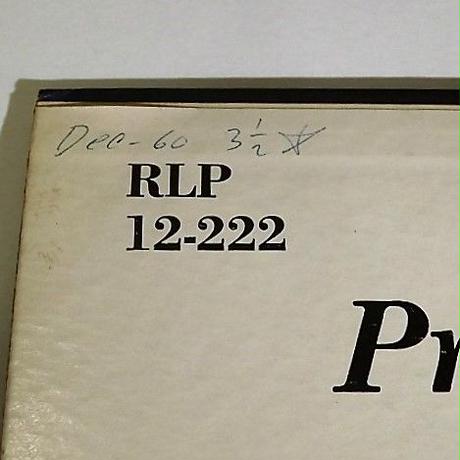 Dec-60 3½ ☆
RLP
12-222
Pr